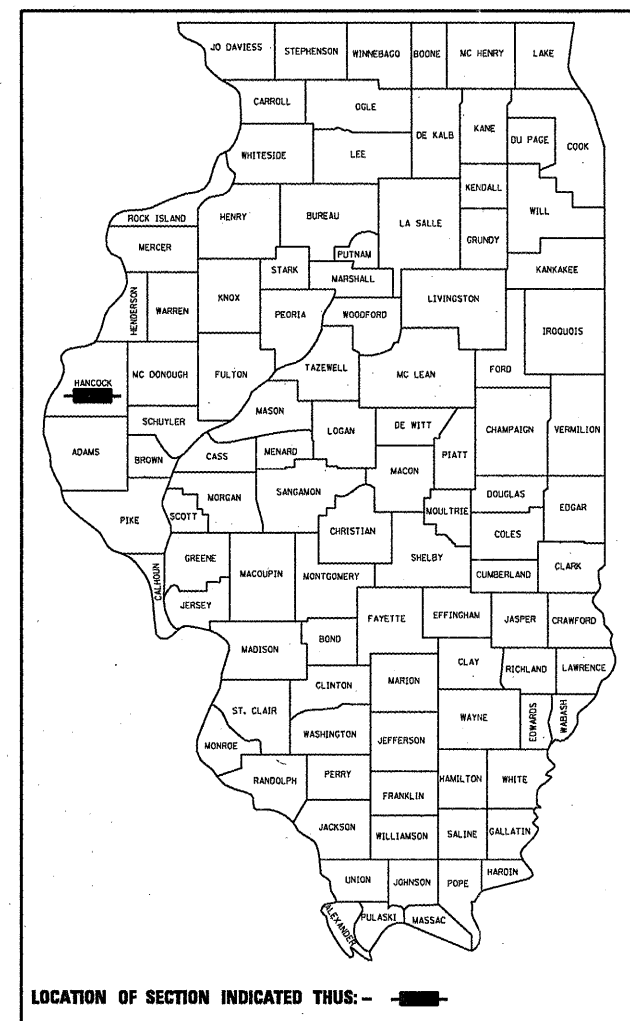 JO DAVIESS
STEPHENSON
WINNEBAGO
BOONE
MC HENRY
LAKE
CARROLL
OGLE
DE KALB
KANE
DU PAGE
COOK
WHITESIDE
LEE
KENDALL
WILL
ROCK ISLAND
HENRY
BUREAU
LA SALLE
GRUNDY
MERCER
PUTNAM
STARK
MARSHALL
KANKAKEE
HENDERSON
WARREN
KNOX
PEORIA
WOODFORD
LIVINGSTON
IROQUOIS
HANCOCK
MC DONOUGH
FULTON
TAZEWELL
MC LEAN
FORD
MASON
SCHUYLER
LOGAN
DE WITT
CHAMPAIGN
VERMILION
ADAMS
BROWN
CASS
MENARD
MACON
PIATT
PIKE
SCOTT
MORGAN
SANGAMON
CHRISTIAN
MOULTRIE
DOUGLAS
EDGAR
COLES
CALHOUN
GREENE
MACOUPIN
MONTGOMERY
SHELBY
CUMBERLAND
CLARK
JERSEY
FAYETTE
EFFINGHAM
JASPER
CRAWFORD
MADISON
BOND
CLAY
RICHLAND
LAWRENCE
CLINTON
MARION
ST. CLAIR
WAYNE
EDWARDS
WABASH
WASHINGTON
JEFFERSON
MONROE
RANDOLPH
PERRY
HAMILTON
WHITE
FRANKLIN
JACKSON
WILLIAMSON
SALINE
GALLATIN
UNION
JOHNSON
POPE
HARDIN
ALEXANDER
PULASKI
MASSAC
LOCATION OF SECTION INDICATED THUS: -